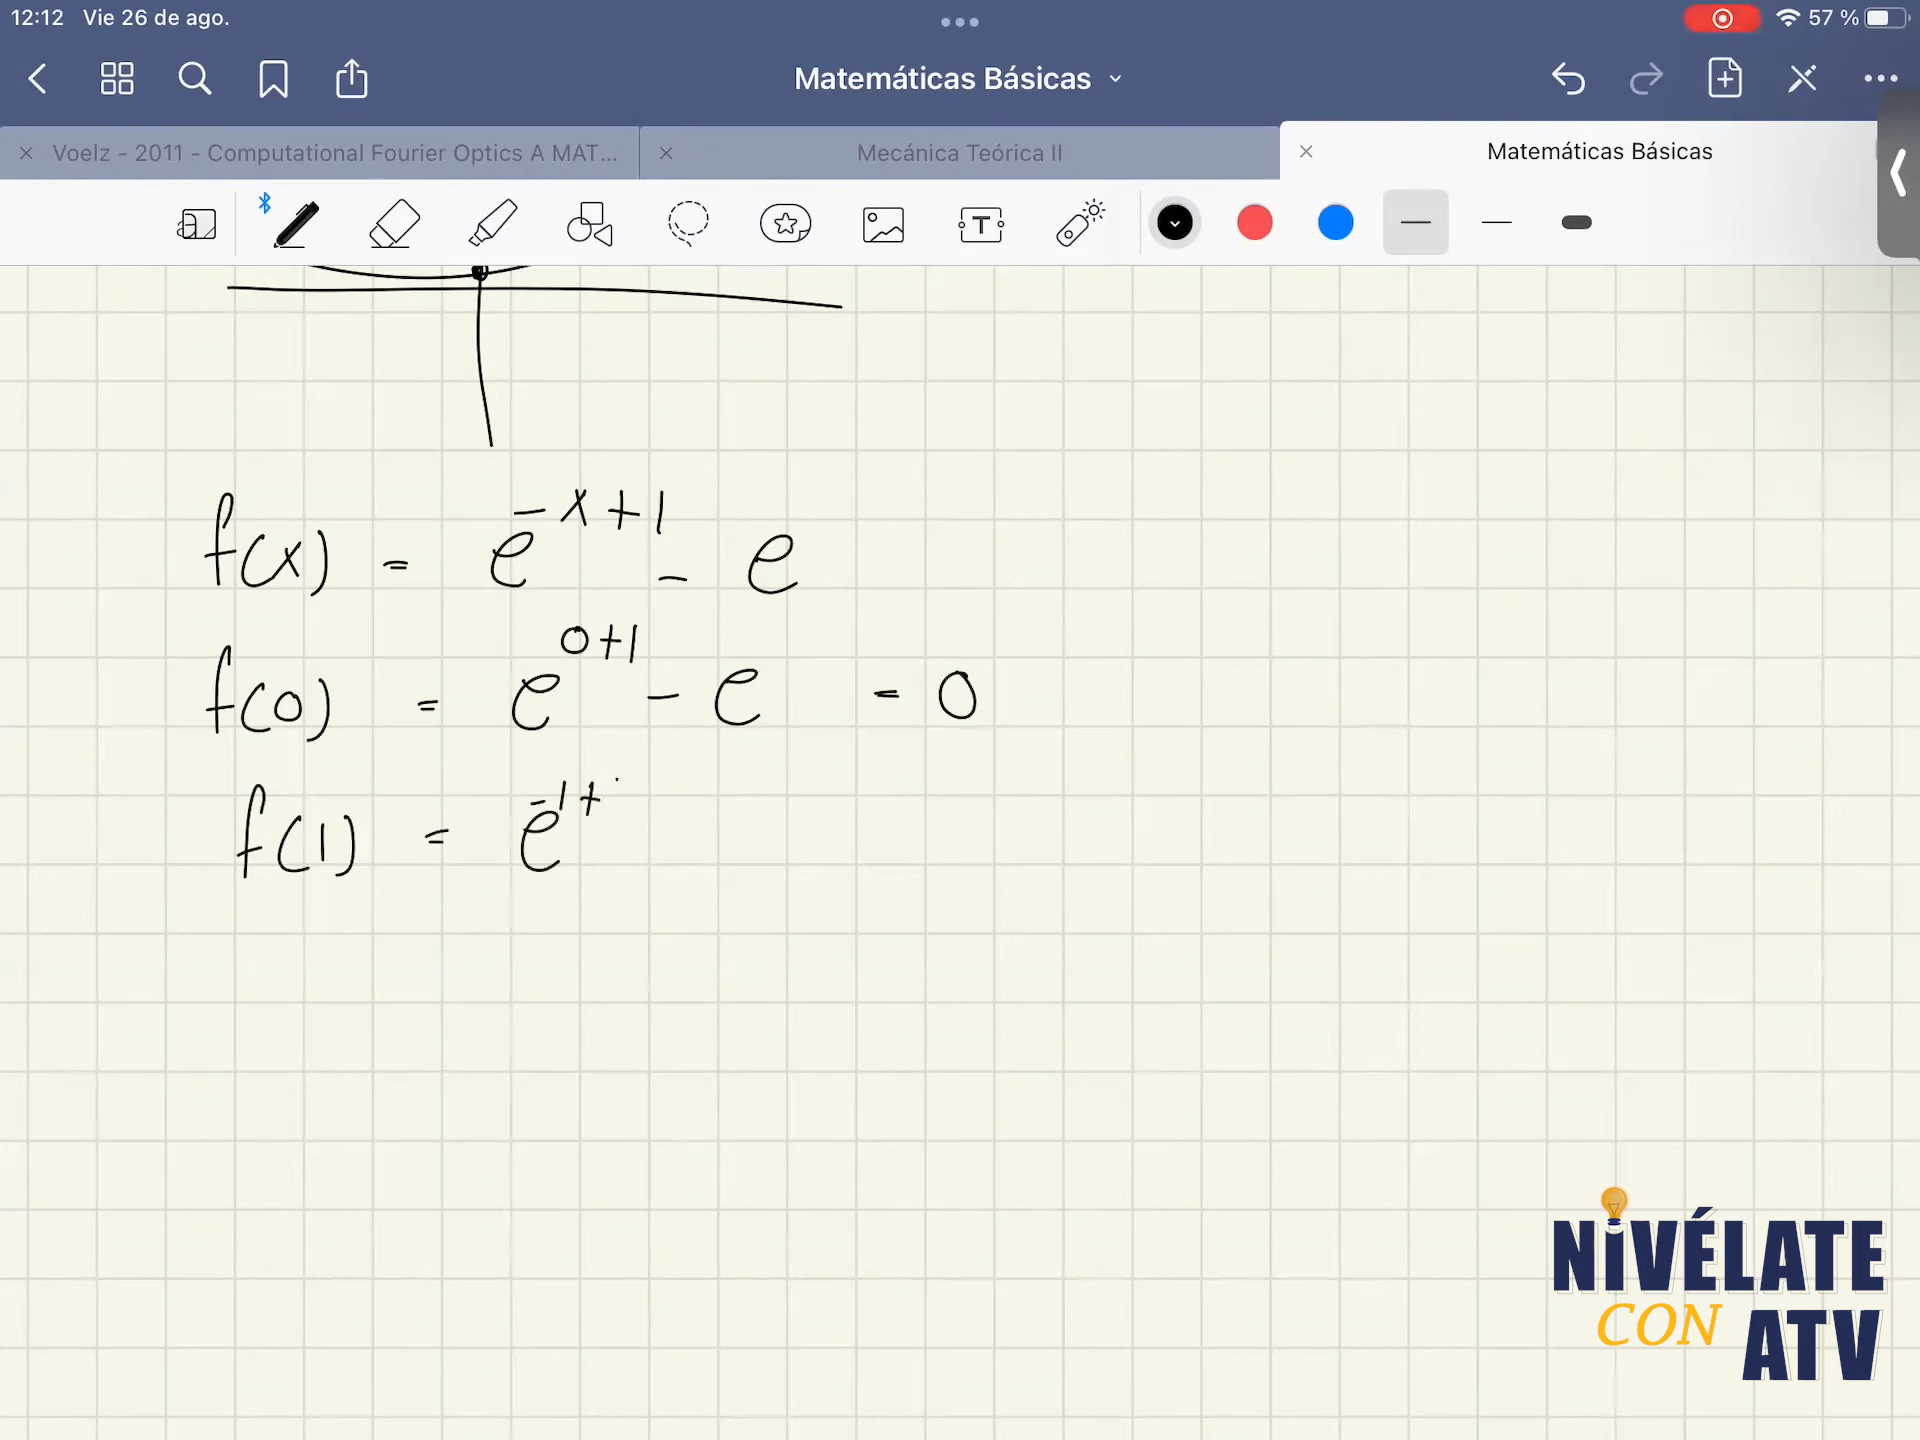 12:12 Vie 26 de ago. 57 %
Matemáticas Básicas
Voelz - 2011 - Computational Fourier Optics A MAT... Mecánica Teórica II Matemáticas Básicas
T
f(x) = e^{-x+1} - e
f(0) = e^{0+1} - e = 0
f(1) = e^{-1+
NIVÉLATE
CON
ATV